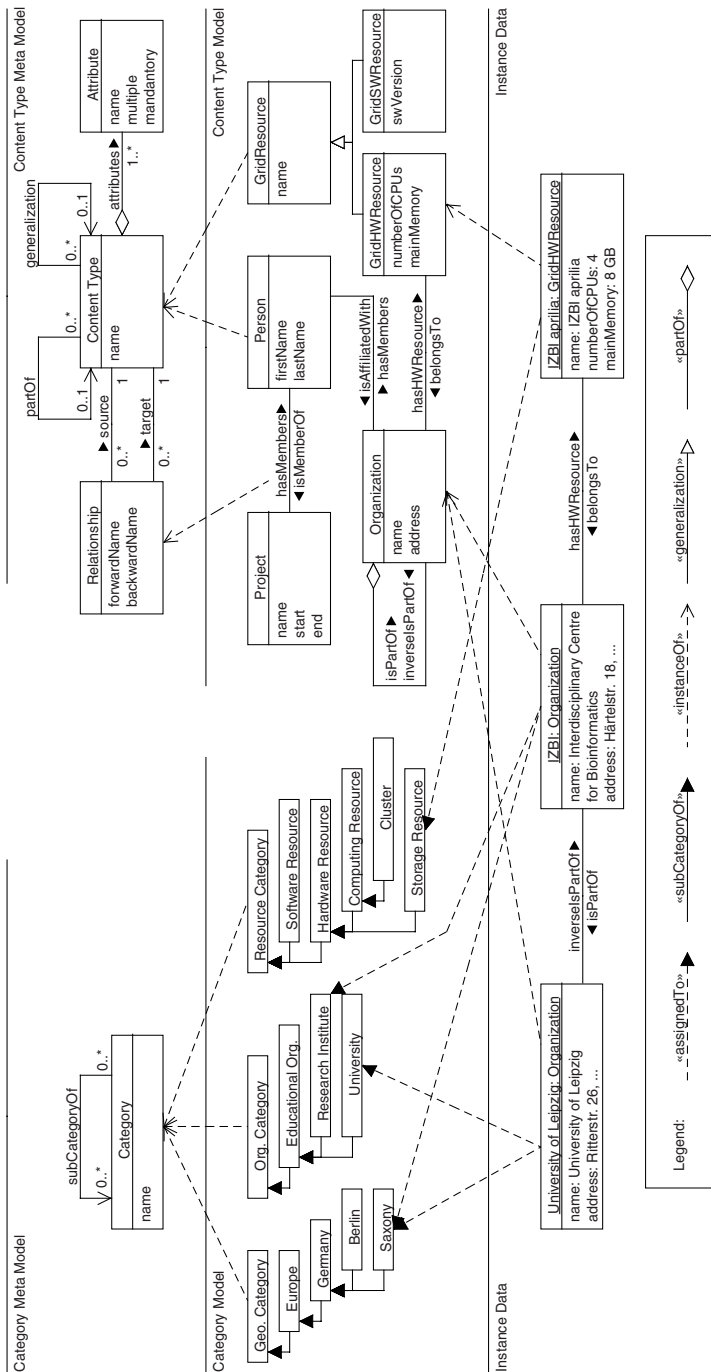 Category Meta Model
Content Type Meta Model
subCategoryOf
0..*
0..*
Category
name
Relationship
forwardName
backwardName
source
0..*
1
target
0..*
1
partOf
0..1
0..*
generalization
0..*
0..1
Content Type
name
attributes
1..*
Attribute
name
multiple
mandantory
Category Model
Content Type Model
Geo. Category
Europe
Germany
Berlin
Saxony
Org. Category
Educational Org.
Research Institute
University
Resource Category
Software Resource
Hardware Resource
Computing Resource
Cluster
Storage Resource
Project
name
start
end
hasMembers
isMemberOf
Person
firstName
lastName
GridResource
name
isPartOf
inverseIsPartOf
Organization
name
address
isAffiliatedWith
hasMembers
hasHWResource
belongsTo
GridHWResource
numberOfCPUs
mainMemory
GridSWResource
swVersion
Instance Data
Instance Data
University of Leipzig: Organization
name: University of Leipzig
address: Ritterstr. 26, ...
inverseIsPartOf
isPartOf
IZBI: Organization
name: Interdisciplinary Centre
for Bioinformatics
address: Härtelstr. 18, ...
hasHWResource
belongsTo
IZBI aprilia: GridHWResource
name: IZBI aprilia
numberOfCPUs: 4
mainMemory: 8 GB
Legend:
«assignedTo»
«subCategoryOf»
«instanceOf»
«generalization»
«partOf»